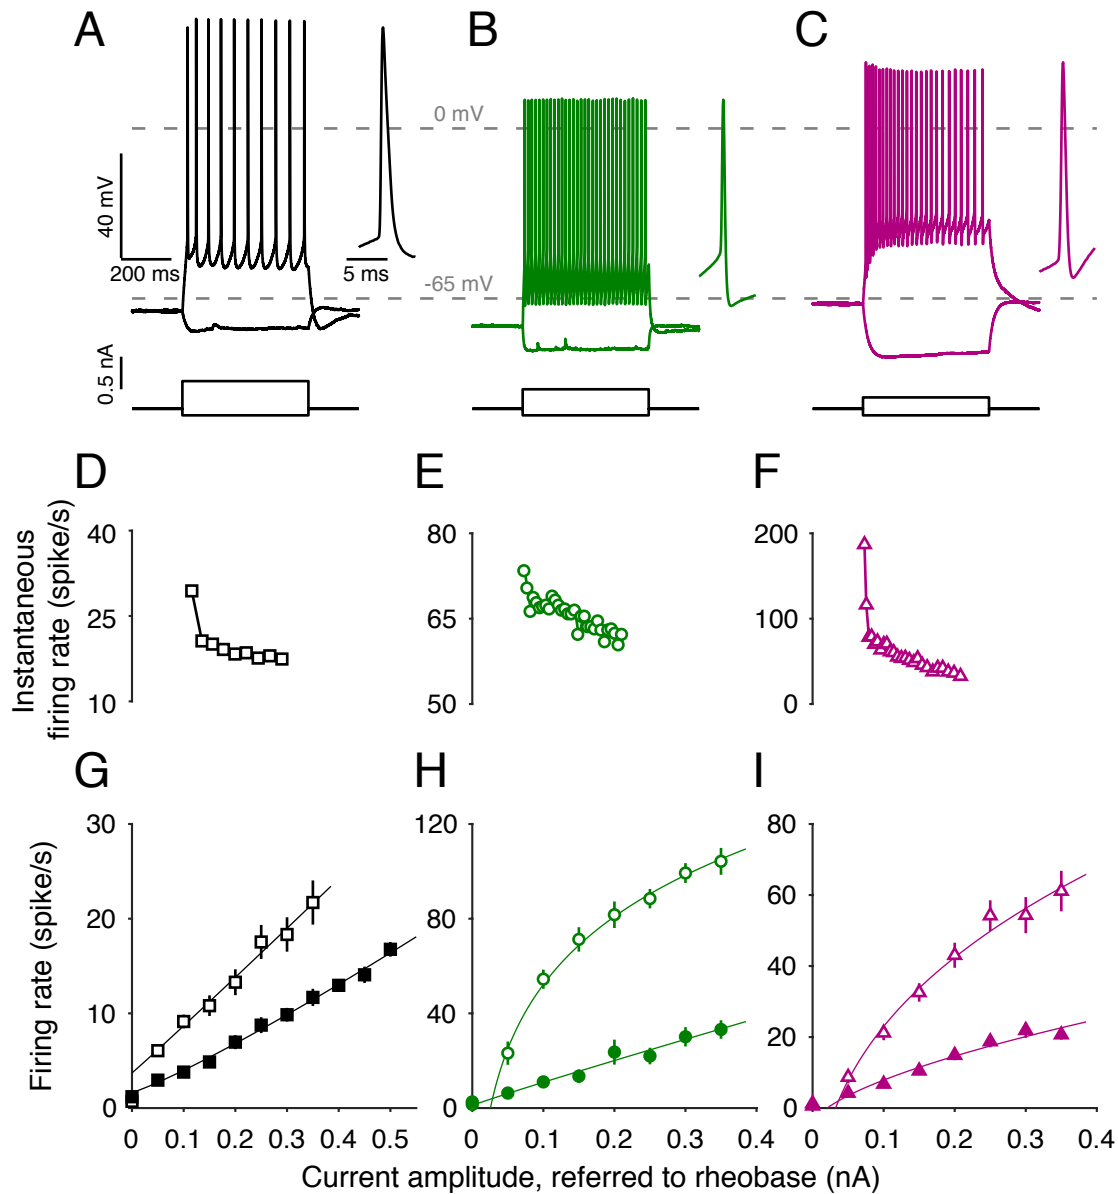 A
B
C
0 mV
40 mV
200 ms
5 ms
-65 mV
0.5 nA
D
E
F
Instantaneous
firing rate (spike/s)
40
25
10
80
65
50
200
100
0
G
H
I
Firing rate (spike/s)
30
20
10
0
120
80
40
0
80
60
40
20
0
0 0.1 0.2 0.3 0.4 0.5
0 0.1 0.2 0.3 0.4
0 0.1 0.2 0.3 0.4
Current amplitude, referred to rheobase (nA)